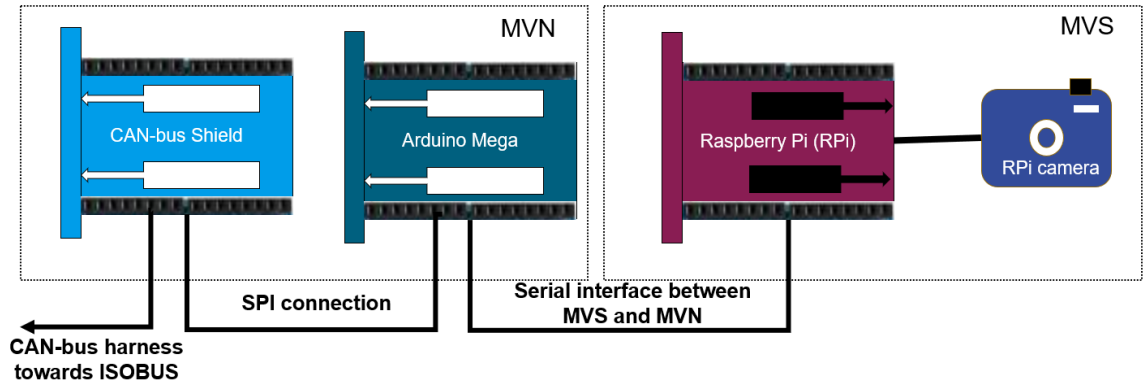 MVN
MVS
CAN-bus Shield
Arduino Mega
Raspberry Pi (RPi)
RPi camera
SPI connection
Serial interface between
MVS and MVN
CAN-bus harness
towards ISOBUS